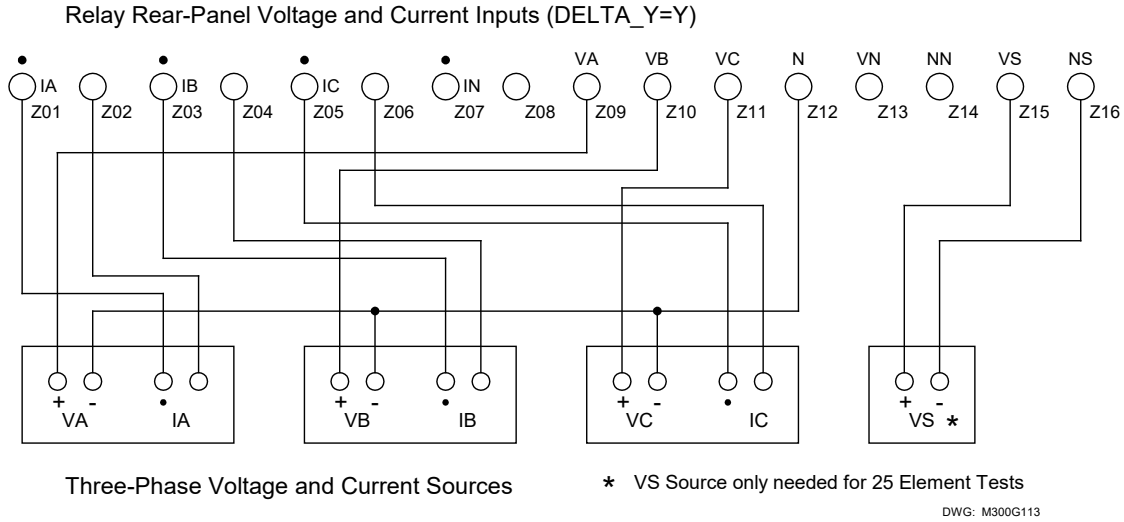 Relay Rear-Panel Voltage and Current Inputs (DELTA_Y=Y)
VA VB VC N VN NN VS NS
IA IB IC IN
Z01 Z02 Z03 Z04 Z05 Z06 Z07 Z08 Z09 Z10 Z11 Z12 Z13 Z14 Z15 Z16
+ - + - + - + -
VA IA VB IB VC IC VS *
Three-Phase Voltage and Current Sources
* VS Source only needed for 25 Element Tests
DWG: M300G113